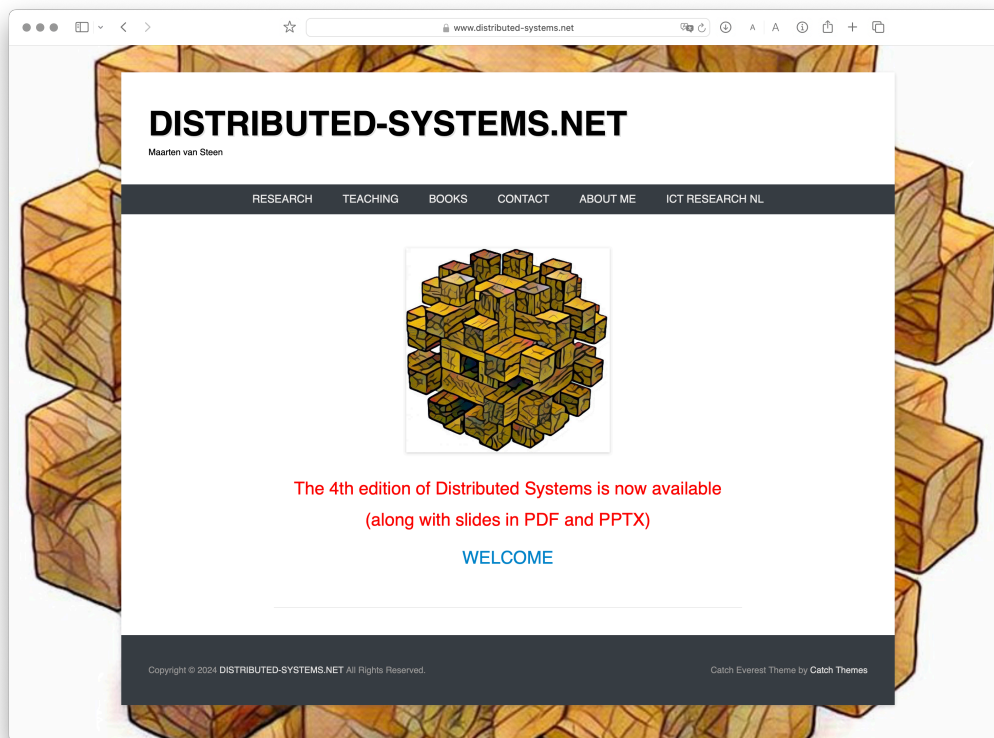 www.distributed-systems.net
A A
DISTRIBUTED-SYSTEMS.NET
Maarten van Steen
RESEARCH TEACHING BOOKS CONTACT ABOUT ME ICT RESEARCH NL
The 4th edition of Distributed Systems is now available
(along with slides in PDF and PPTX)
WELCOME
Copyright © 2024 DISTRIBUTED-SYSTEMS.NET All Rights Reserved.
Catch Everest Theme by Catch Themes